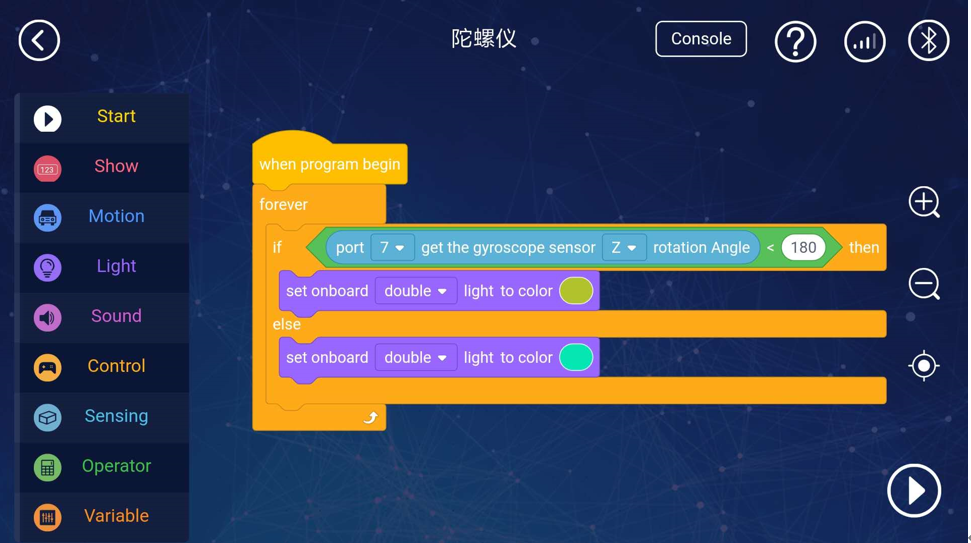 陀螺仪
Console
?
Start
123
Show
Motion
Light
Sound
Control
Sensing
Operator
Variable
when program begin
forever
if port 7 get the gyroscope sensor Z rotation Angle < 180 then
set onboard double light to color
else
set onboard double light to color